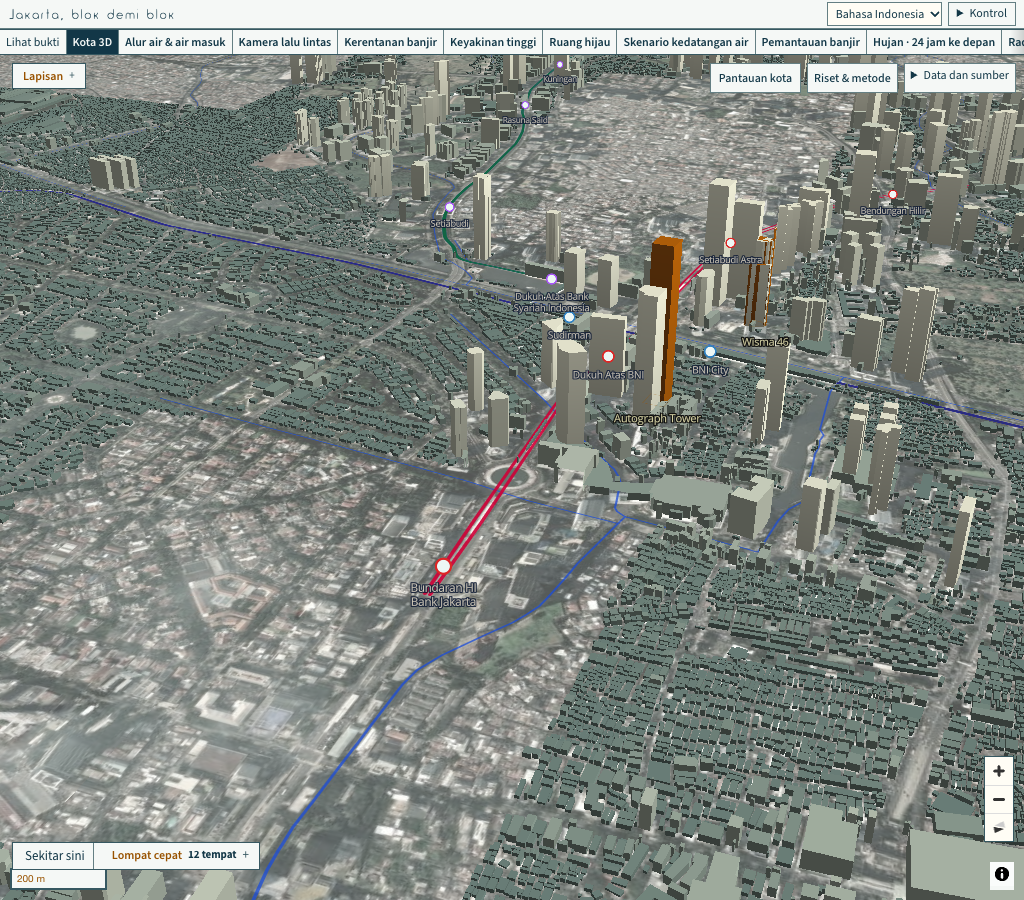 Jakarta, blok demi blok
Bahasa Indonesia
Kontrol
Lihat bukti
Kota 3D
Alur air & air masuk
Kamera lalu lintas
Kerentanan banjir
Keyakinan tinggi
Ruang hijau
Skenario kedatangan air
Pemantauan banjir
Hujan · 24 jam ke depan
Lapisan +
Pantauan kota
Riset & metode
Data dan sumber
Kuningan
Rasuna Said
Bendungan Hilir
Setiabudi
Setiabudi Astra
Dukuh Atas Bank
Syariah Indonesia
Sudirman
Wisma 46
BNI City
Dukuh Atas BNI
Autograph Tower
Bundaran HI
Bank Jakarta
Sekitar sini
Lompat cepat 12 tempat +
200 m